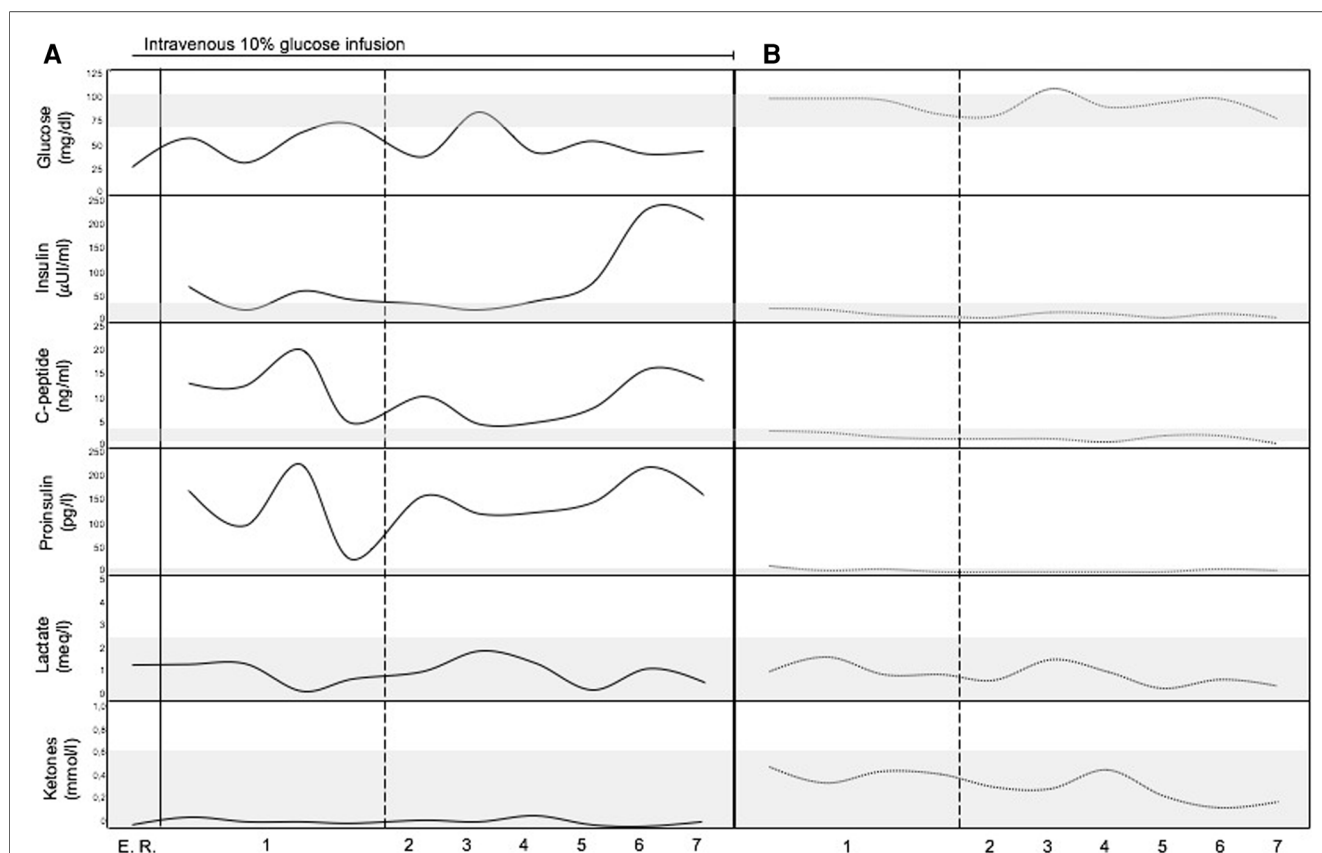 A
Intravenous 10% glucose infusion
B
Glucose
(mg/dl)
125
100
75
50
25
0
Insulin
(μUI/ml)
250
200
150
100
50
0
C-peptide
(ng/ml)
25
20
15
10
5
0
Proinsulin
(pg/l)
250
200
150
100
50
0
Lactate
(meq/l)
5
4
3
2
1
0
Ketones
(mmol/l)
1,0
0,8
0,6
0,4
0,2
0
E. R. 1 2 3 4 5 6 7
1 2 3 4 5 6 7